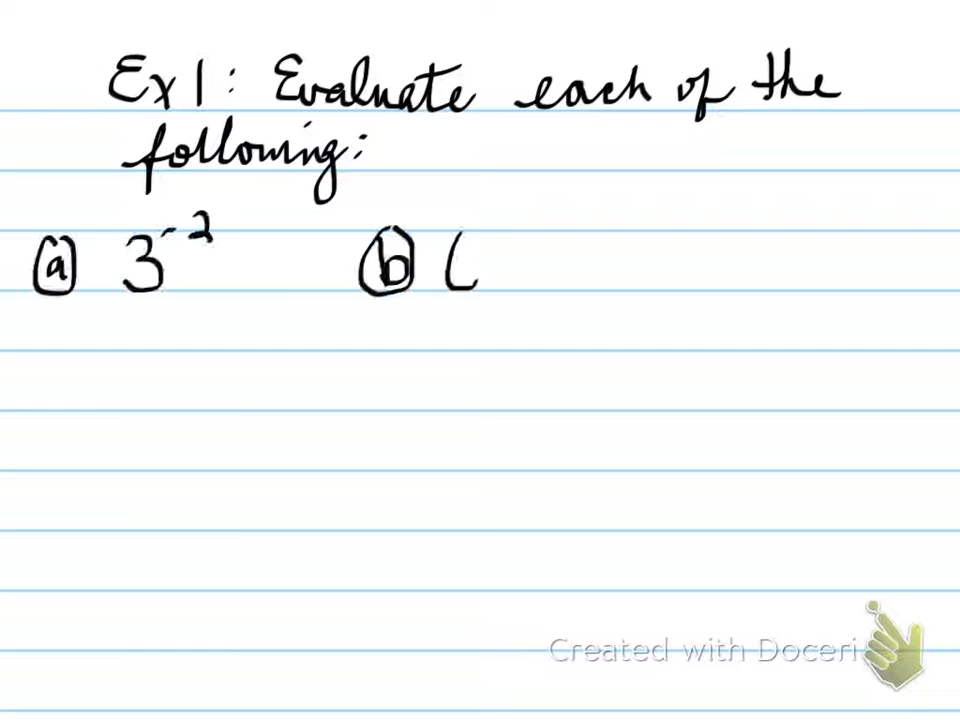 Ex 1: Evaluate each of the
following:
ⓐ 3⁻² ⓑ (
Created with Doceri